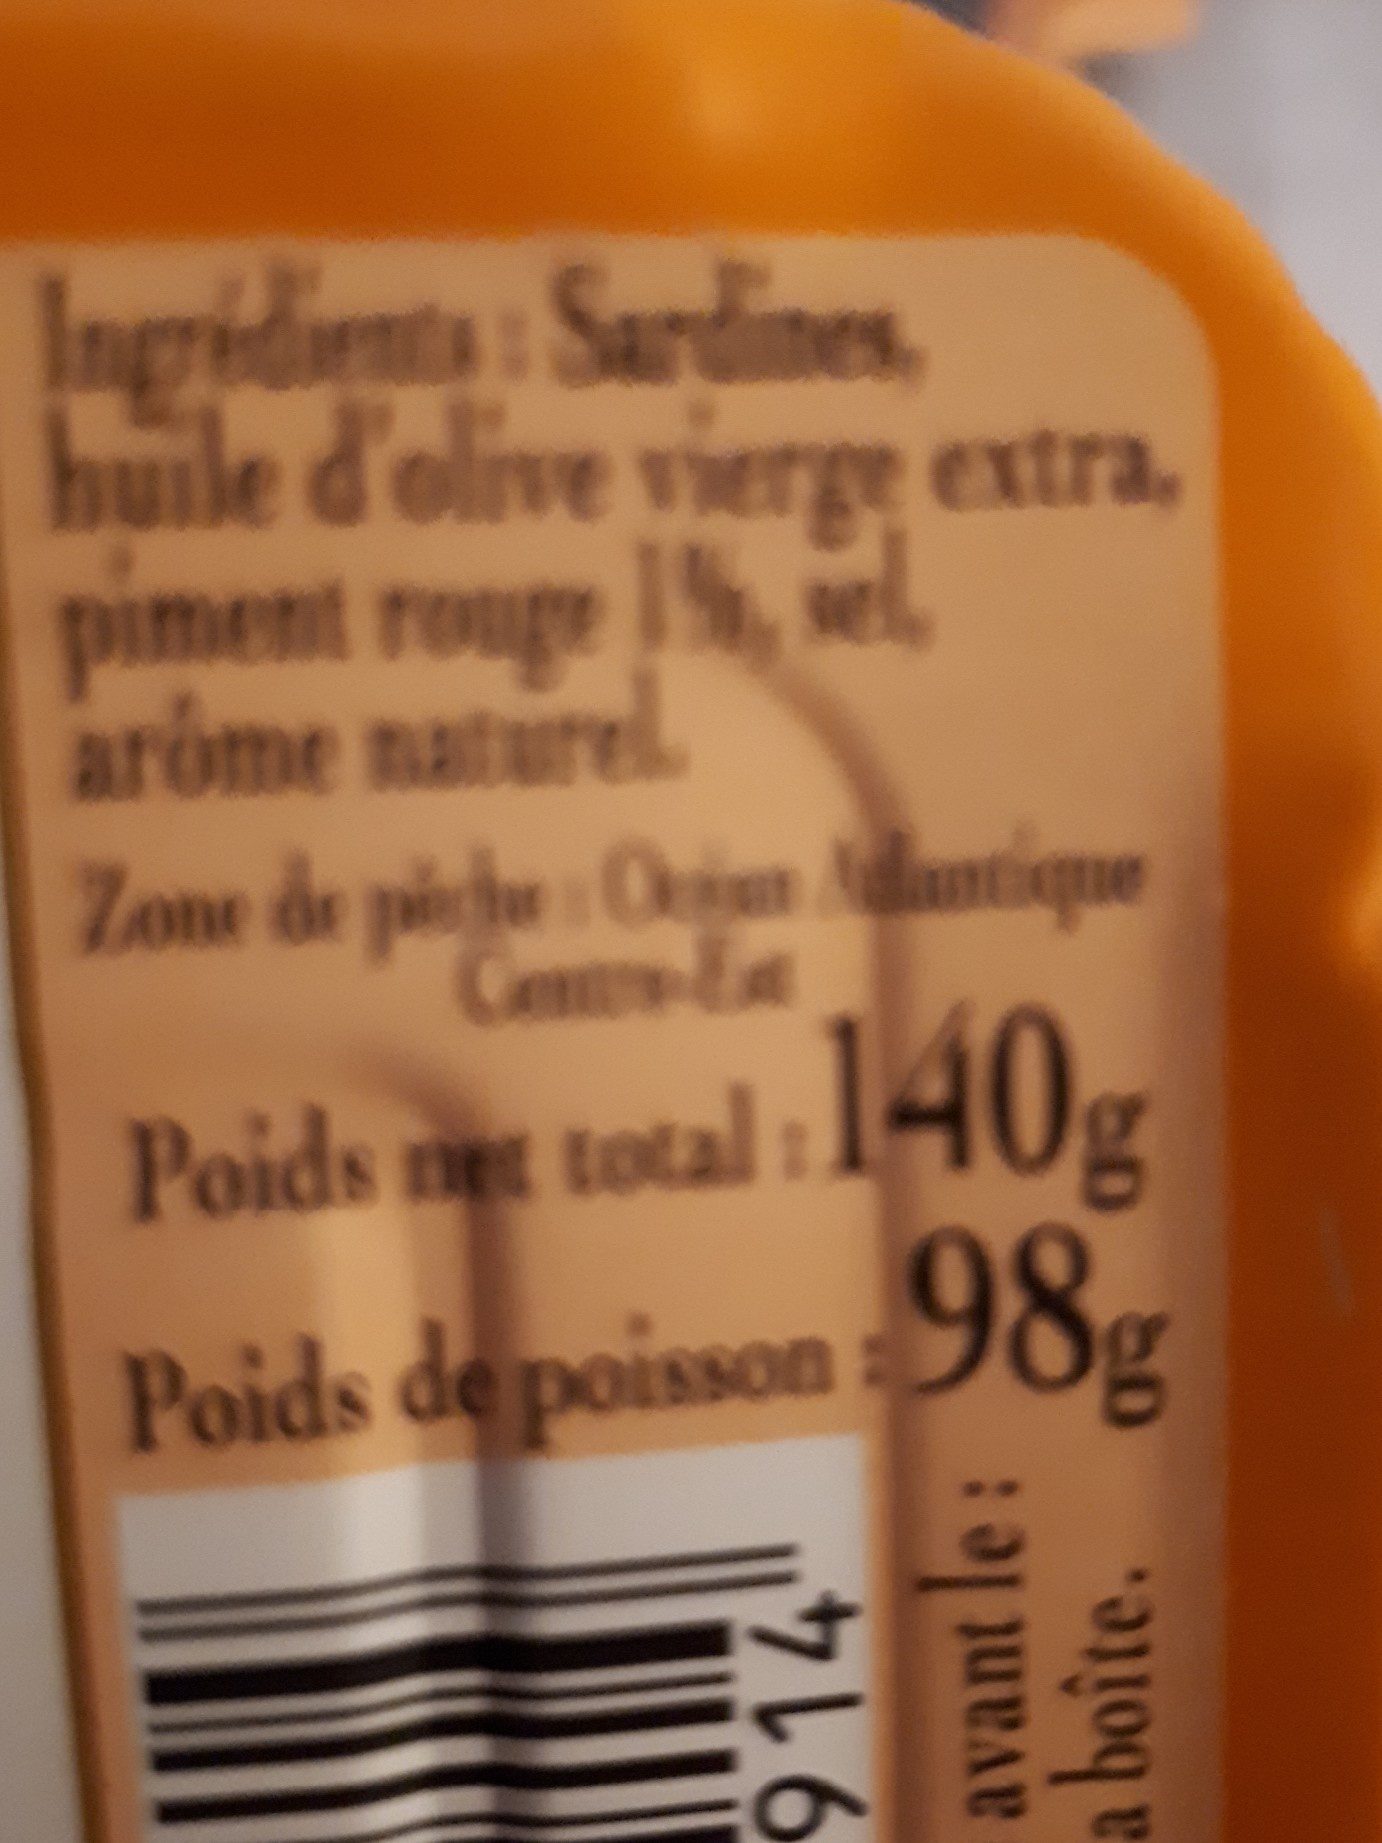 Ingrédients : Sardines,
huile d'olive vierge extra,
piment rouge 1%, sel,
arôme naturel.
Zone de pêche : Océan Atlantique
Centre-Est
Poids net total : 140g
Poids de poisson : 98g
avant le :
a boîte.
914